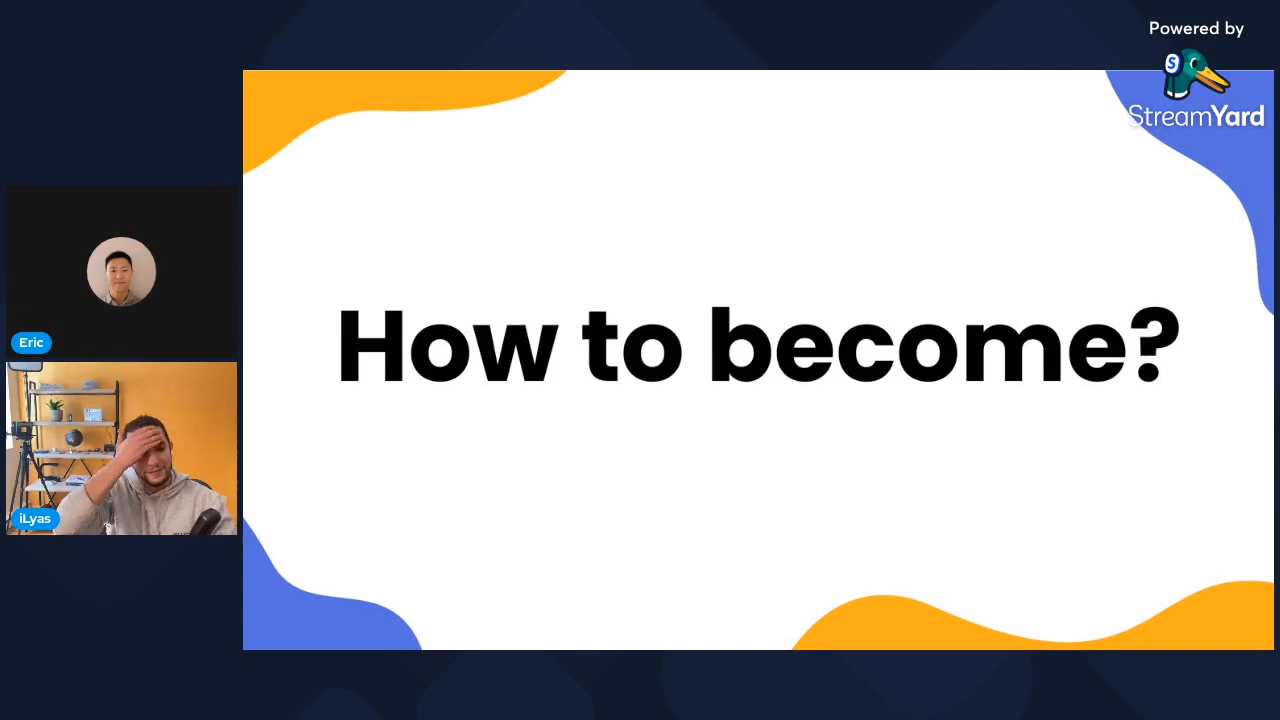 Powered by
S
StreamYard
How to become?
Eric
iLyas